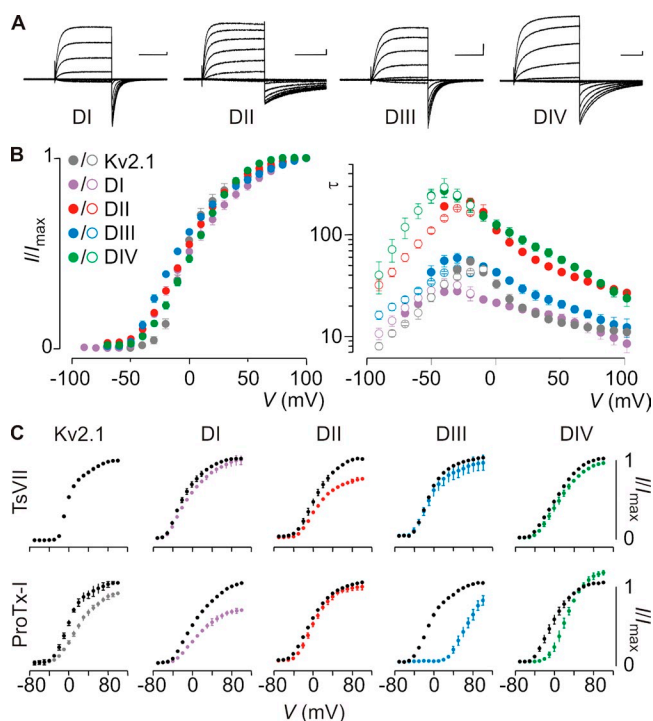 A
DI
DII
DIII
DIV
B
●/○ Kv2.1
●/○ DI
●/○ DII
●/○ DIII
●/○ DIV
I/Imax
1
0
-100 -50 0 50 100
V (mV)
τ
100
10
-100 -50 0 50 100
V (mV)
C
Kv2.1 DI DII DIII DIV
TsVII
1
0
I/Imax
ProTx-I
1
0
I/Imax
-80 0 80 -80 0 80 -80 0 80 -80 0 80 -80 0 80
V (mV)